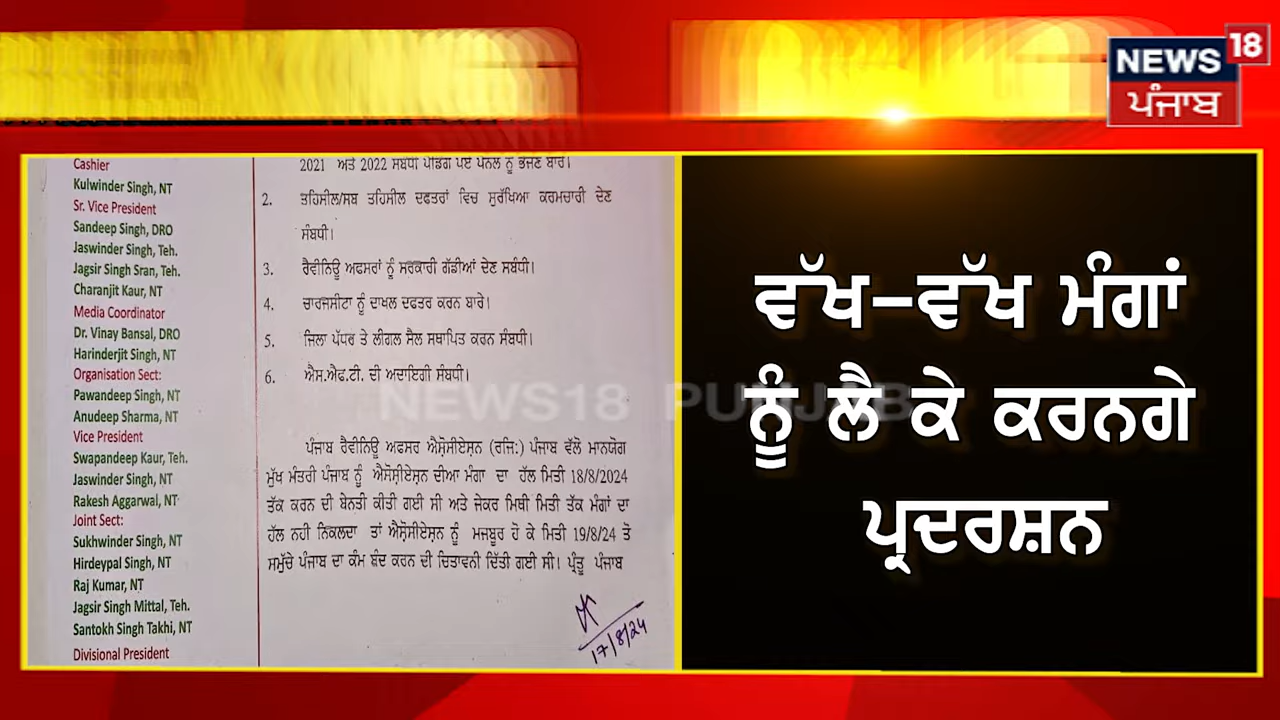 NEWS 18
ਪੰਜਾਬ
Cashier
Kulwinder Singh, NT
Sr. Vice President
Sandeep Singh, DRO
Jaswinder Singh, Teh.
Jagsir Singh Sran, Teh.
Charanjit Kaur, NT
Media Coordinator
Dr. Vinay Bansal, DRO
Harinderjit Singh, NT
Organisation Sect:
Pawandeep Singh, NT
Anudeep Sharma, NT
Vice President
Swapandeep Kaur, Teh.
Jaswinder Singh, NT
Rakesh Aggarwal, NT
Joint Sect:
Sukhwinder Singh, NT
Hirdeypal Singh, NT
Raj Kumar, NT
Jagsir Singh Mittal, Teh.
Santokh Singh Takhi, NT
Divisional President
2021 ਅਤੇ 2022 ਸਬੰਧੀ ਪੈਂਡਿੰਗ ਪਏ ਪੈਨਲ ਨੂੰ ਭੇਜਣ ਬਾਰੇ।
2. ਤਹਿਸੀਲ/ਸਬ ਤਹਿਸੀਲ ਦਫਤਰਾਂ ਵਿਚ ਸੁਰੱਖਿਆ ਕਰਮਚਾਰੀ ਦੇਣ
ਸੰਬਧੀ।
3. ਰੈਵੀਨਿਊ ਅਫਸਰਾਂ ਨੂੰ ਸਰਕਾਰੀ ਗੱਡੀਆਂ ਦੇਣ ਸਬੰਧੀ।
4. ਚਾਰਜਸੀਟਾ ਨੂੰ ਦਾਖਲ ਦਫਤਰ ਕਰਨ ਬਾਰੇ।
5. ਜਿਲਾ ਪੱਧਰ ਤੇ ਲੀਗਲ ਸੈਲ ਸਥਾਪਿਤ ਕਰਨ ਸੰਬਧੀ।
6. ਐਸ.ਐਫ.ਟੀ. ਦੀ ਅਦਾਇਗੀ ਸੰਬਧੀ।
ਪੰਜਾਬ ਰੈਵੀਨਿਊ ਅਫਸਰ ਐਸ਼ੋਸੀਏਸ਼ਨ (ਰਜਿ:) ਪੰਜਾਬ ਵੱਲੋ ਮਾਨਯੋਗ
ਮੁੱਖ ਮੰਤਰੀ ਪੰਜਾਬ ਨੂੰ ਐਸੋਸ਼ੀਏਸ਼ਨ ਦੀਆ ਮੰਗਾ ਦਾ ਹੱਲ ਮਿਤੀ 18/8/2024
ਤੱਕ ਕਰਨ ਦੀ ਬੇਨਤੀ ਕੀਤੀ ਗਈ ਸੀ ਅਤੇ ਜੇਕਰ ਮਿਥੀ ਮਿਤੀ ਤੱਕ ਮੰਗਾਂ ਦਾ
ਹੱਲ ਨਹੀ ਨਿਕਲਦਾ ਤਾਂ ਐਸ਼ੋਸੀਏਸ਼ਨ ਨੂੰ ਮਜਬੂਰ ਹੋ ਕੇ ਮਿਤੀ 19/8/24 ਤੋ
ਸਮੁੱਚੇ ਪੰਜਾਬ ਦਾ ਕੰਮ ਬੰਦ ਕਰਨ ਦੀ ਚਿਤਾਵਨੀ ਦਿੱਤੀ ਗਈ ਸੀ। ਪ੍ਰੰਤੂ ਪੰਜਾਬ
17/8/24
NEWS18 PUNJAB
ਵੱਖ-ਵੱਖ ਮੰਗਾਂ
ਨੂੰ ਲੈ ਕੇ ਕਰਨਗੇ
ਪ੍ਰਦਰਸ਼ਨ